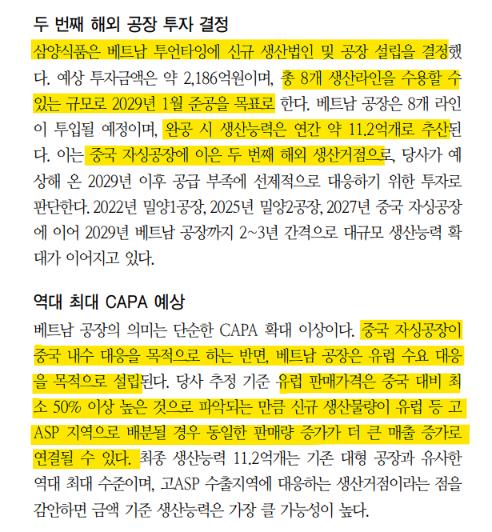 두 번째 해외 공장 투자 결정
삼양식품은 베트남 투언타잉에 신규 생산법인 및 공장 설립을 결정했
다. 예상 투자금액은 약 2,186억원이며, 총 8개 생산라인을 수용할 수
있는 규모로 2029년 1월 준공을 목표로 한다. 베트남 공장은 8개 라인
이 투입될 예정이며, 완공 시 생산능력은 연간 약 11.2억개로 추산된
다. 이는 중국 자싱공장에 이은 두 번째 해외 생산거점으로, 당사가 예
상해 온 2029년 이후 공급 부족에 선제적으로 대응하기 위한 투자로
판단한다. 2022년 밀양1공장, 2025년 밀양2공장, 2027년 중국 자싱공장
에 이어 2029년 베트남 공장까지 2~3년 간격으로 대규모 생산능력 확
대가 이어지고 있다.
역대 최대 CAPA 예상
베트남 공장의 의미는 단순한 CAPA 확대 이상이다. 중국 자싱공장이
중국 내수 대응을 목적으로 하는 반면, 베트남 공장은 유럽 수요 대응
을 목적으로 설립된다. 당사 추정 기준 유럽 판매가격은 중국 대비 최
소 50% 이상 높은 것으로 파악되는 만큼 신규 생산물량이 유럽 등 고
ASP 지역으로 배분될 경우 동일한 판매량 증가가 더 큰 매출 증가로
연결될 수 있다. 최종 생산능력 11.2억개는 기존 대형 공장과 유사한
역대 최대 수준이며, 고ASP 수출지역에 대응하는 생산거점이라는 점을
감안하면 금액 기준 생산능력은 가장 클 가능성이 높다.